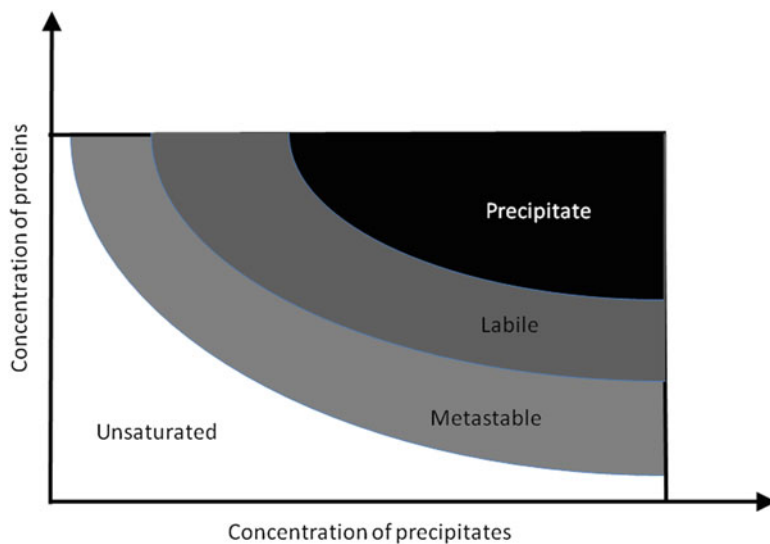 Concentration of proteins
Precipitate
Labile
Metastable
Unsaturated
Concentration of precipitates